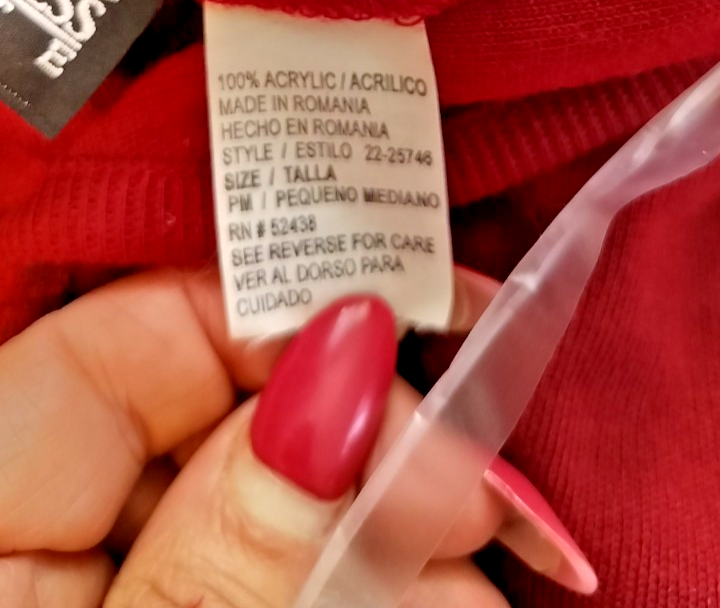 100% ACRYLIC / ACRILICO
MADE IN ROMANIA
HECHO EN ROMANIA
STYLE / ESTILO 22-25746
SIZE / TALLA
PM / PEQUENO MEDIANO
RN # 52438
SEE REVERSE FOR CARE
VER AL DORSO PARA
CUIDADO